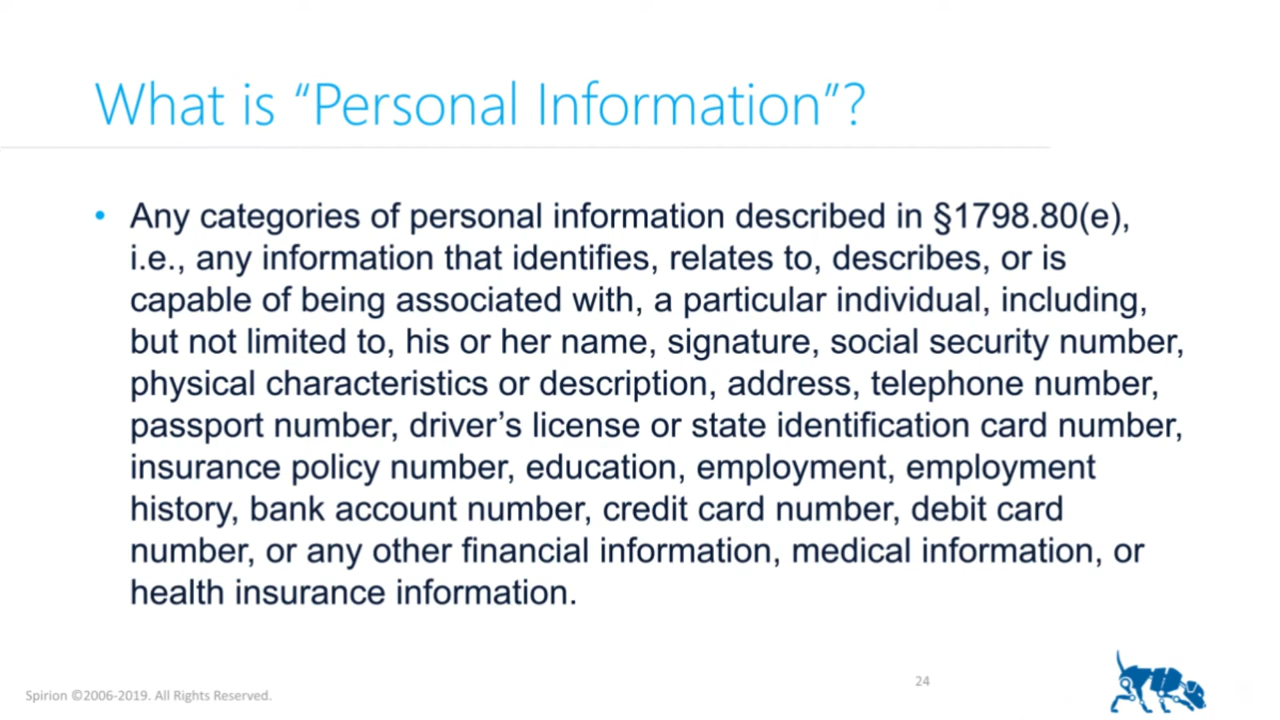 What is “Personal Information”?
• Any categories of personal information described in §1798.80(e),
i.e., any information that identifies, relates to, describes, or is
capable of being associated with, a particular individual, including,
but not limited to, his or her name, signature, social security number,
physical characteristics or description, address, telephone number,
passport number, driver’s license or state identification card number,
insurance policy number, education, employment, employment
history, bank account number, credit card number, debit card
number, or any other financial information, medical information, or
health insurance information.
Spirion ©2006-2019. All Rights Reserved.
24